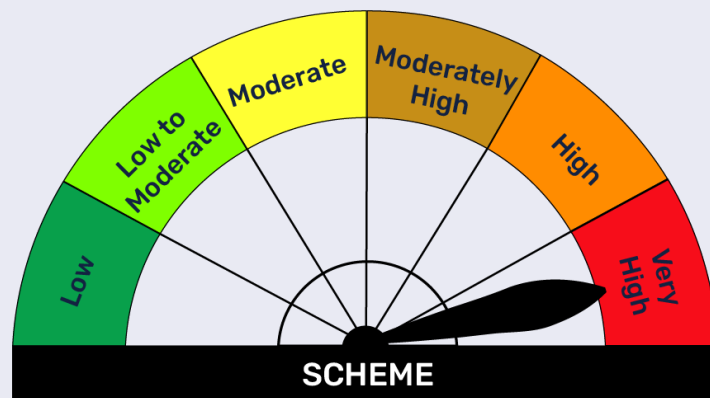 Low
Low to
Moderate
Moderate
Moderately
High
High
Very
High
SCHEME